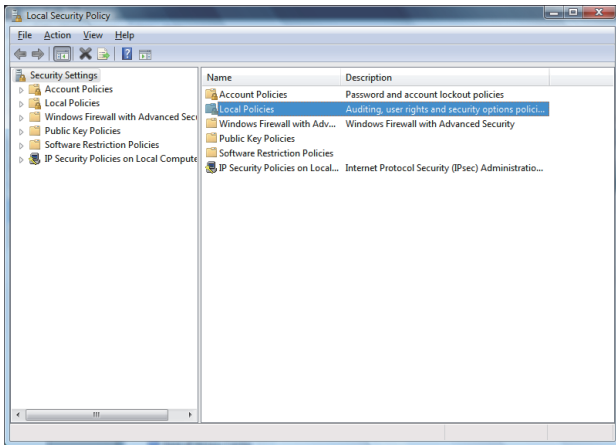 Local Security Policy
File Action View Help
Security Settings
Account Policies
Local Policies
Windows Firewall with Advanced Secu
Public Key Policies
Software Restriction Policies
IP Security Policies on Local Compute
Name Description
Account Policies Password and account lockout policies
Local Policies Auditing, user rights and security options polici...
Windows Firewall with Adv... Windows Firewall with Advanced Security
Public Key Policies
Software Restriction Policies
IP Security Policies on Local... Internet Protocol Security (IPsec) Administratio...